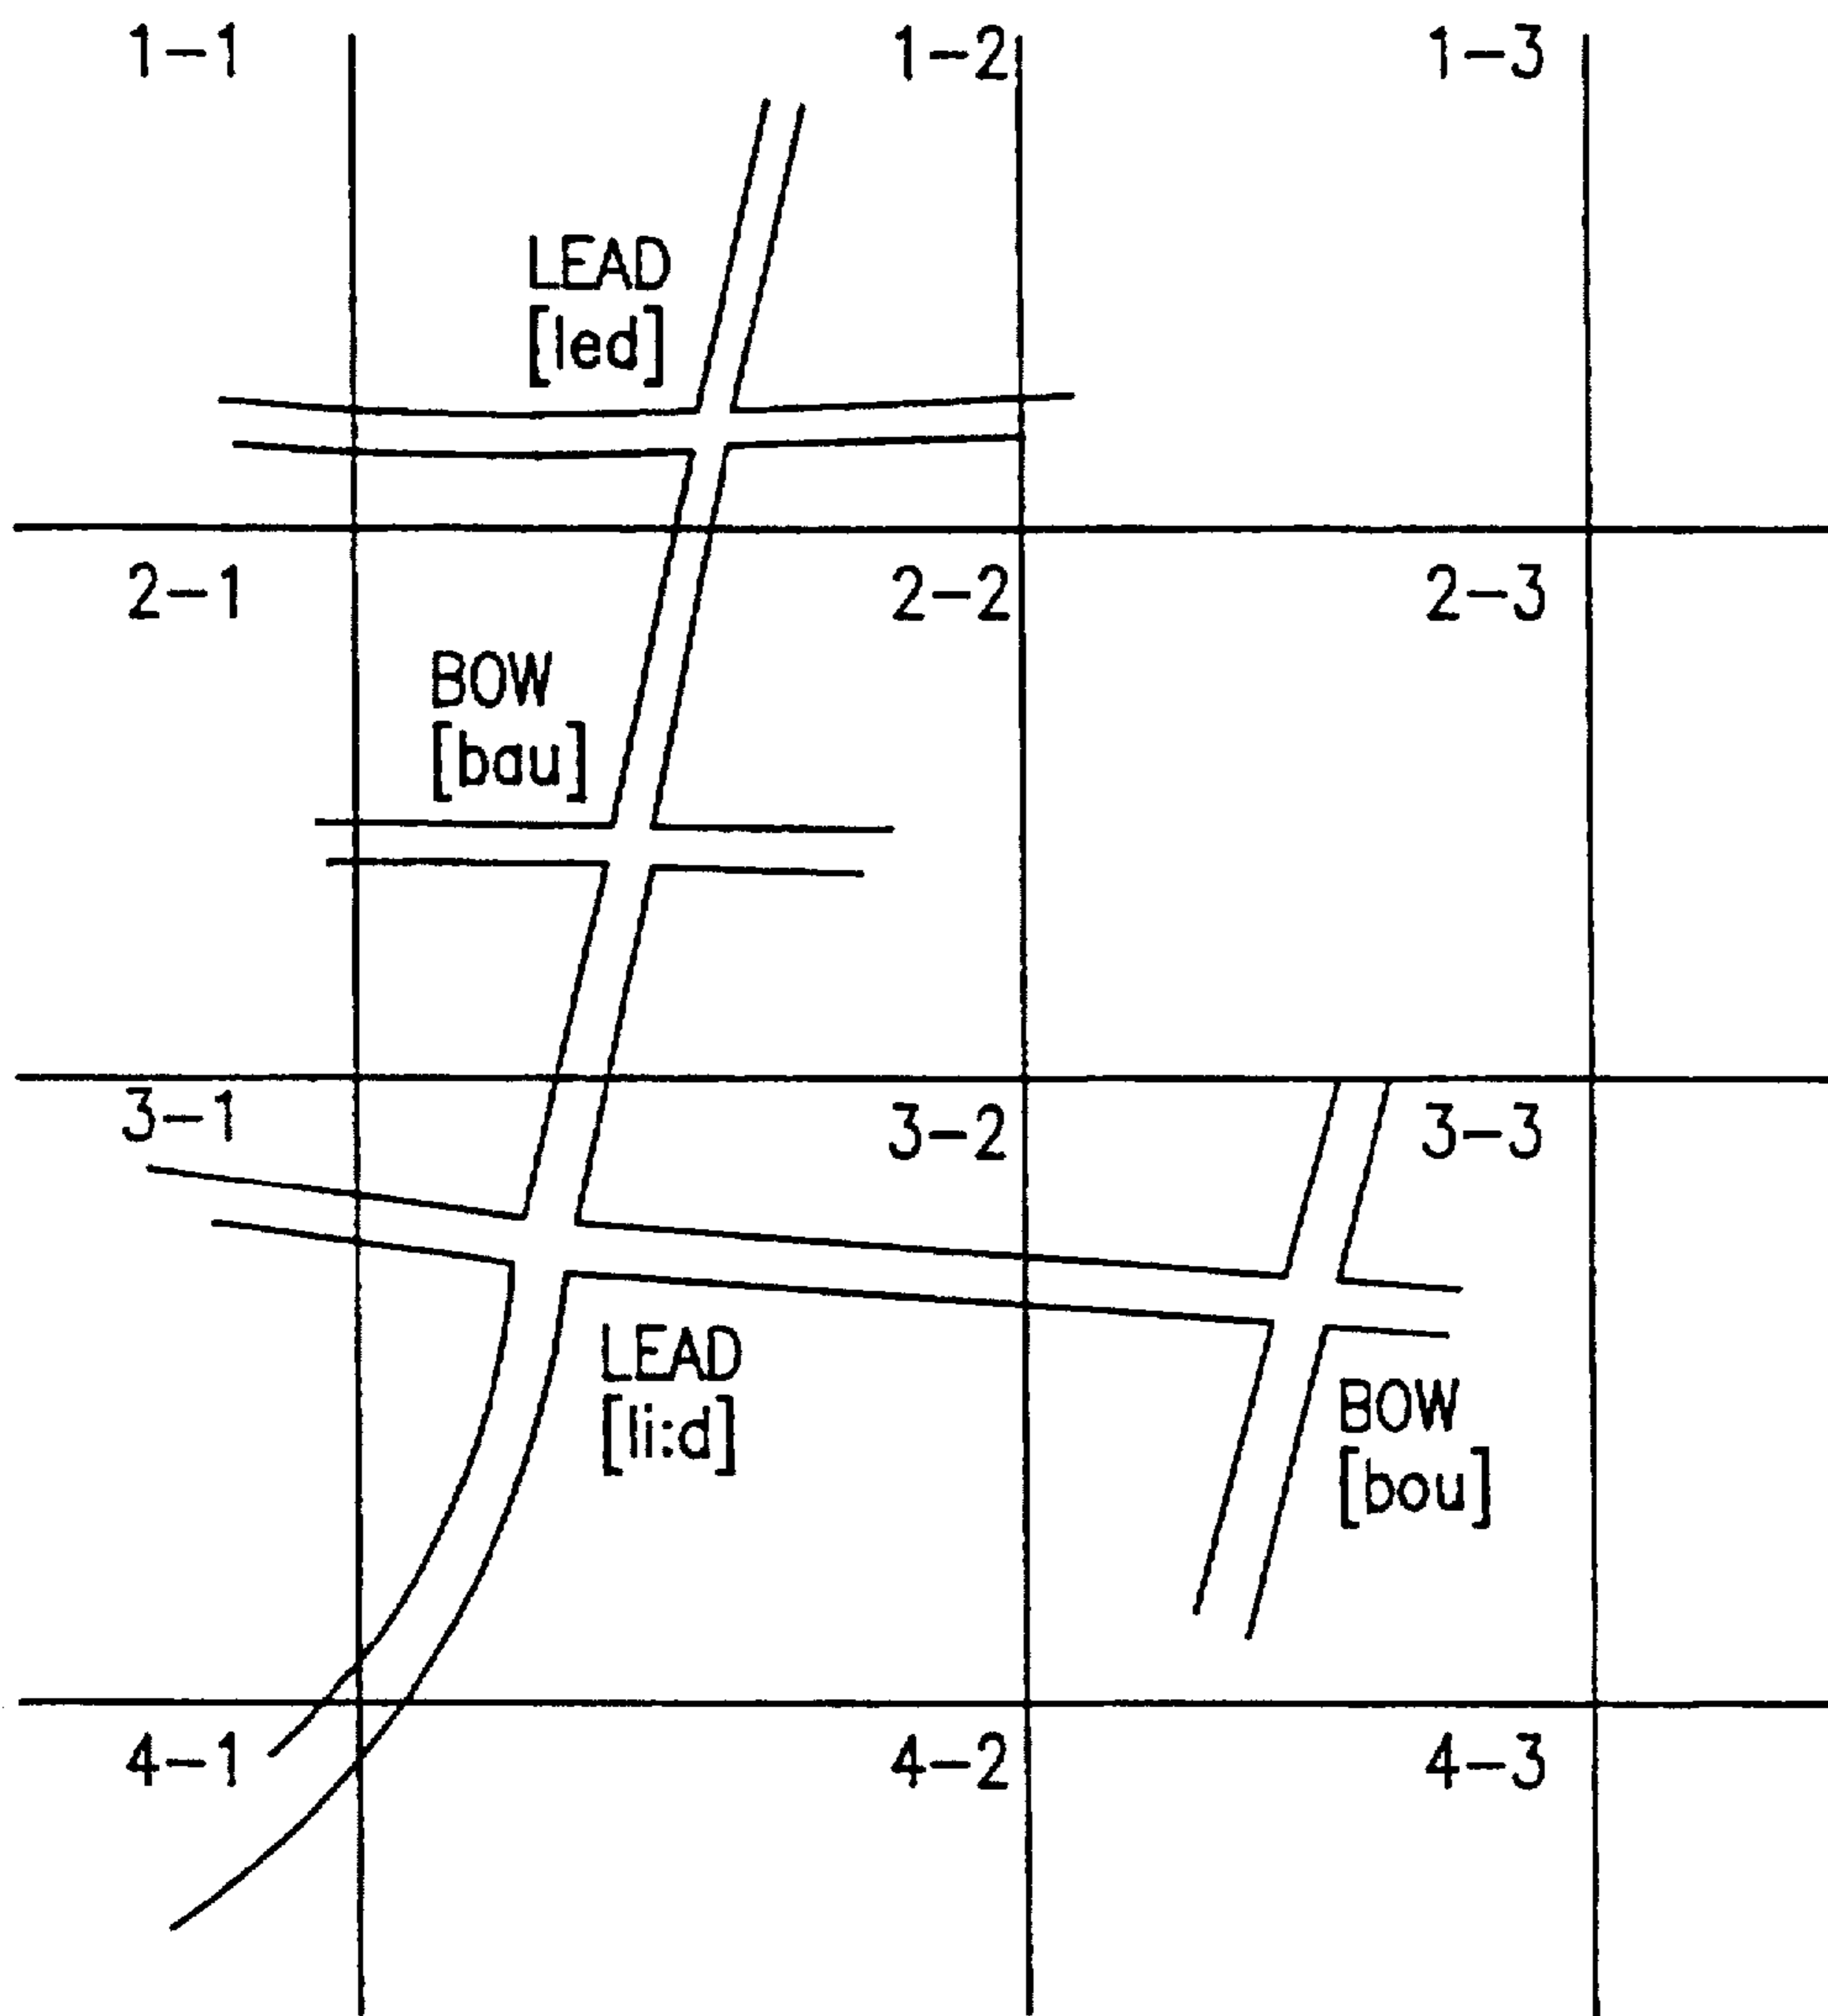 1-1
1-2
1-3
LEAD
[led]
2-1
2-2
2-3
BOW
[bau]
3-1
3-2
3-3
LEAD
[li:d]
BOW
[bou]
4-1
4-2
4-3